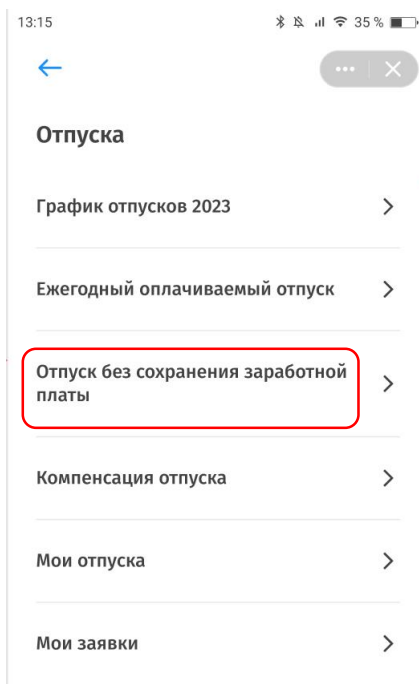 13:15
35 %
Отпуска
График отпусков 2023
Ежегодный оплачиваемый отпуск
Отпуск без сохранения заработной
платы
Компенсация отпуска
Мои отпуска
Мои заявки